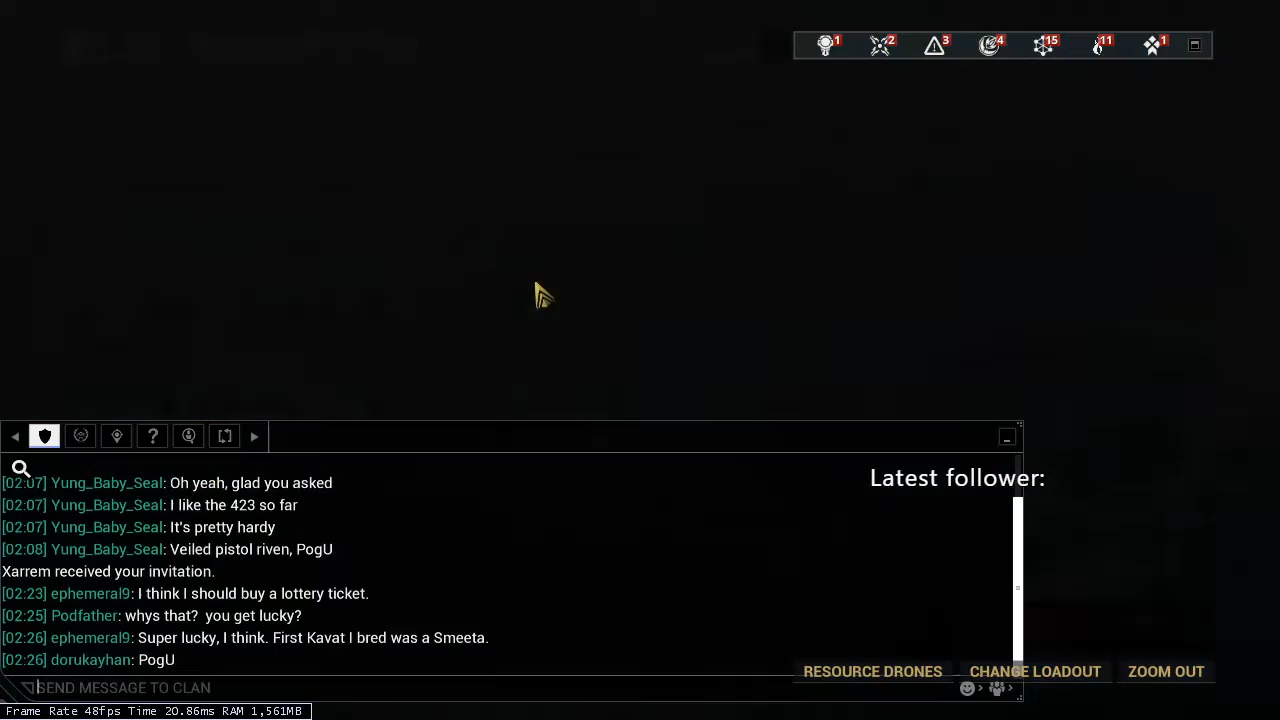 1 2 3 4 15 11 1
?
[02:07] Yung_Baby_Seal: Oh yeah, glad you asked
Latest follower:
[02:07] Yung_Baby_Seal: I like the 423 so far
[02:07] Yung_Baby_Seal: It's pretty hardy
[02:08] Yung_Baby_Seal: Veiled pistol riven, PogU
Xarrem received your invitation.
[02:23] ephemeral9: I think I should buy a lottery ticket.
[02:25] Podfather: whys that?  you get lucky?
[02:26] ephemeral9: Super lucky, I think. First Kavat I bred was a Smeeta.
[02:26] dorukayhan: PogU
RESOURCE DRONES CHANGE LOADOUT ZOOM OUT
SEND MESSAGE TO CLAN
Frame Rate 48fps Time 20.86ms RAM 1,561MB